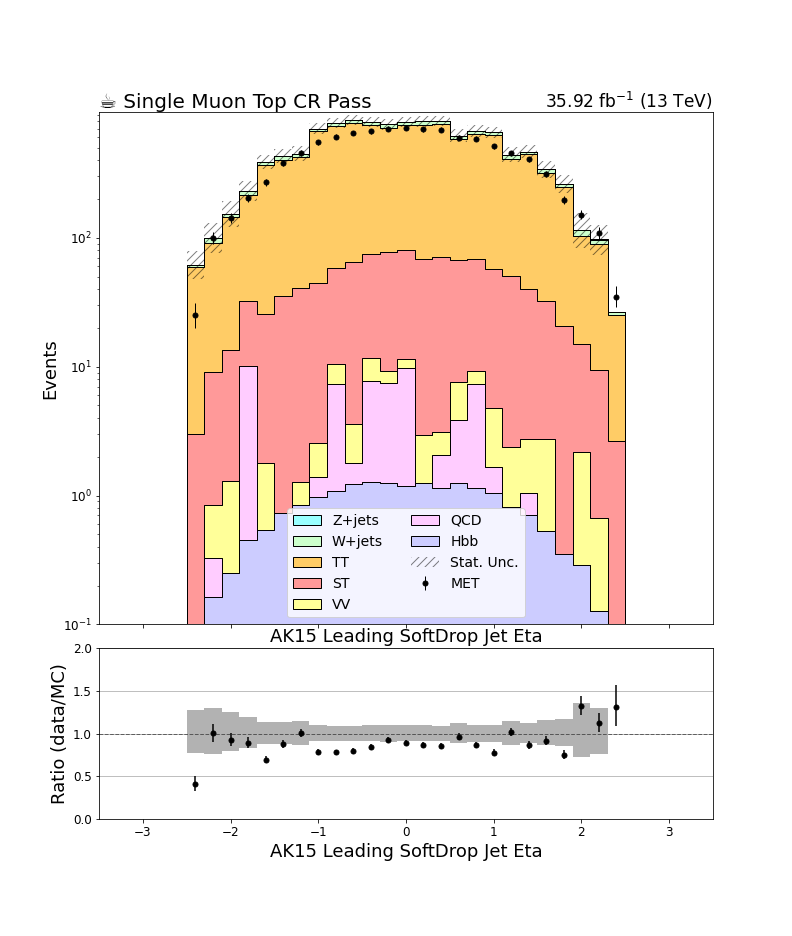 ☕ Single Muon Top CR Pass 35.92 fb⁻¹ (13 TeV)
Events
10²
10¹
10⁰
10⁻¹
Z+jets QCD
W+jets Hbb
TT Stat. Unc.
ST MET
VV
AK15 Leading SoftDrop Jet Eta
Ratio (data/MC)
2.0
1.5
1.0
0.5
0.0
−3 −2 −1 0 1 2 3
AK15 Leading SoftDrop Jet Eta